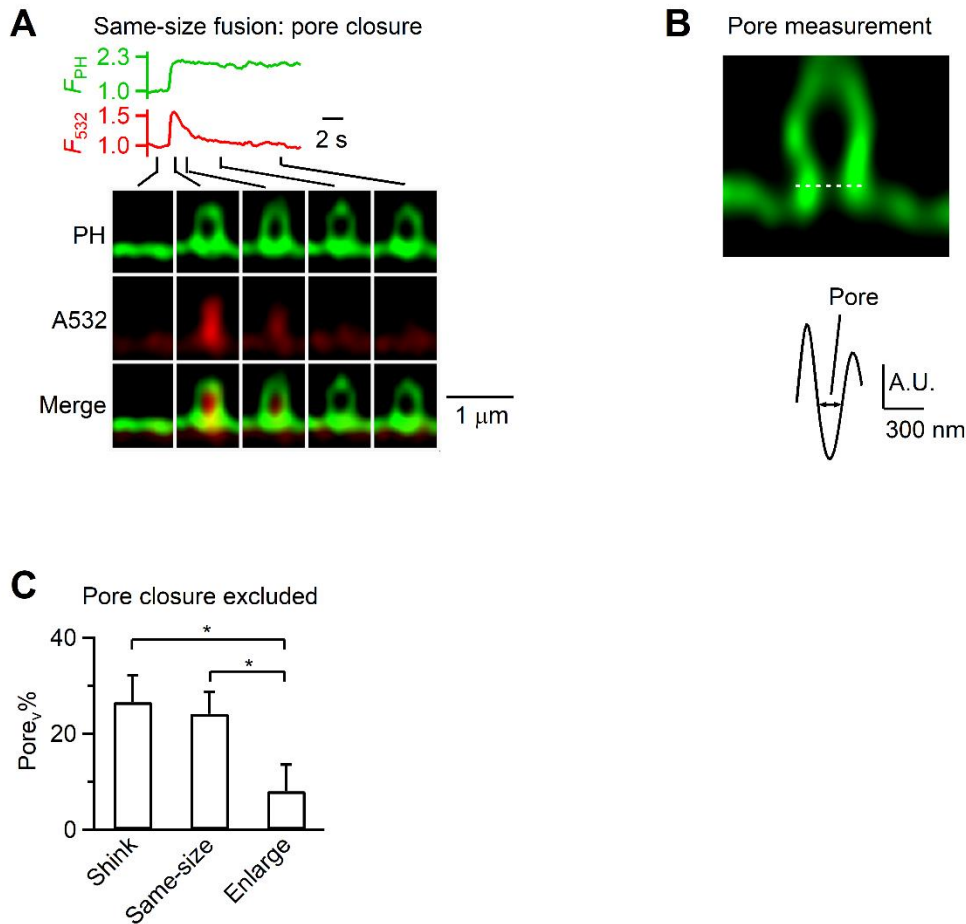 A
Same-size fusion: pore closure
F_PH
2.3
1.0
F_532
1.5
1.0
2 s
PH
A532
Merge
1 μm
B
Pore measurement
Pore
A.U.
300 nm
C
Pore closure excluded
*
*
Pore_v%
40
20
0
Shink
Same-size
Enlarge